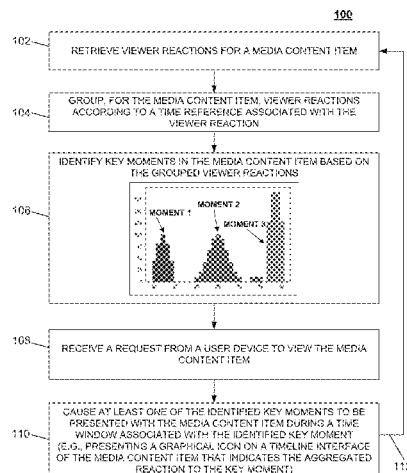 100
102
RETRIEVE VIEWER REACTIONS FOR A MEDIA CONTENT ITEM
104
GROUP, FOR THE MEDIA CONTENT ITEM, VIEWER REACTIONS
ACCORDING TO A TIME REFERENCE ASSOCIATED WITH THE
VIEWER REACTION
106
IDENTIFY KEY MOMENTS IN THE MEDIA CONTENT ITEM BASED ON
THE GROUPED VIEWER REACTIONS
MOMENT 1
MOMENT 2
MOMENT 3
108
RECEIVE A REQUEST FROM A USER DEVICE TO VIEW THE MEDIA
CONTENT ITEM
110
CAUSE AT LEAST ONE OF THE IDENTIFIED KEY MOMENTS TO BE
PRESENTED WITH THE MEDIA CONTENT ITEM DURING A TIME
WINDOW ASSOCIATED WITH THE IDENTIFIED KEY MOMENT
(E.G., PRESENTING A GRAPHICAL ICON ON A TIMELINE INTERFACE
OF THE MEDIA CONTENT ITEM THAT INDICATES THE AGGREGATED
REACTION TO THE KEY MOMENT)